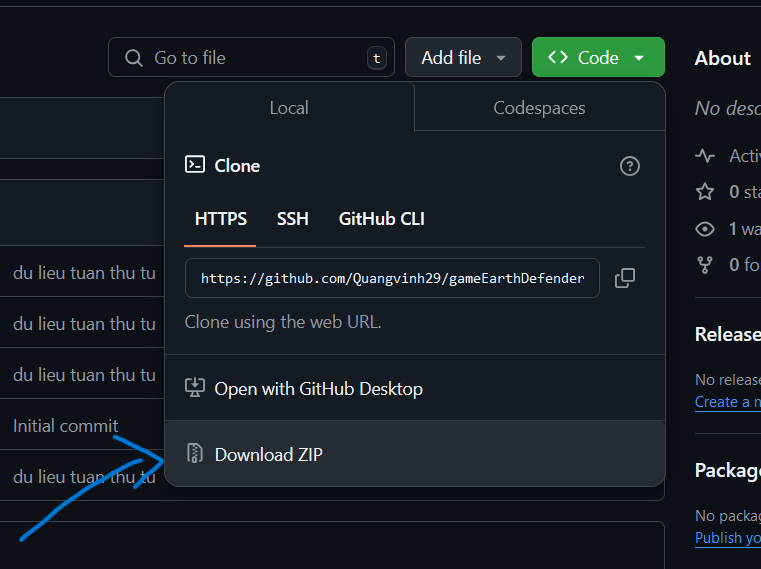 Go to file
t
Add file
Code
About
No desc
Local
Codespaces
Activ
Clone
0 sta
HTTPS
SSH
GitHub CLI
1 wa
du lieu tuan thu tu
https://github.com/Quangvinh29/gameEarthDefender
0 fo
du lieu tuan thu tu
Clone using the web URL.
Release
du lieu tuan thu tu
Open with GitHub Desktop
No release
Create a n
Initial commit
Download ZIP
Package
du lieu tuan thu tu
No packag
Publish yo